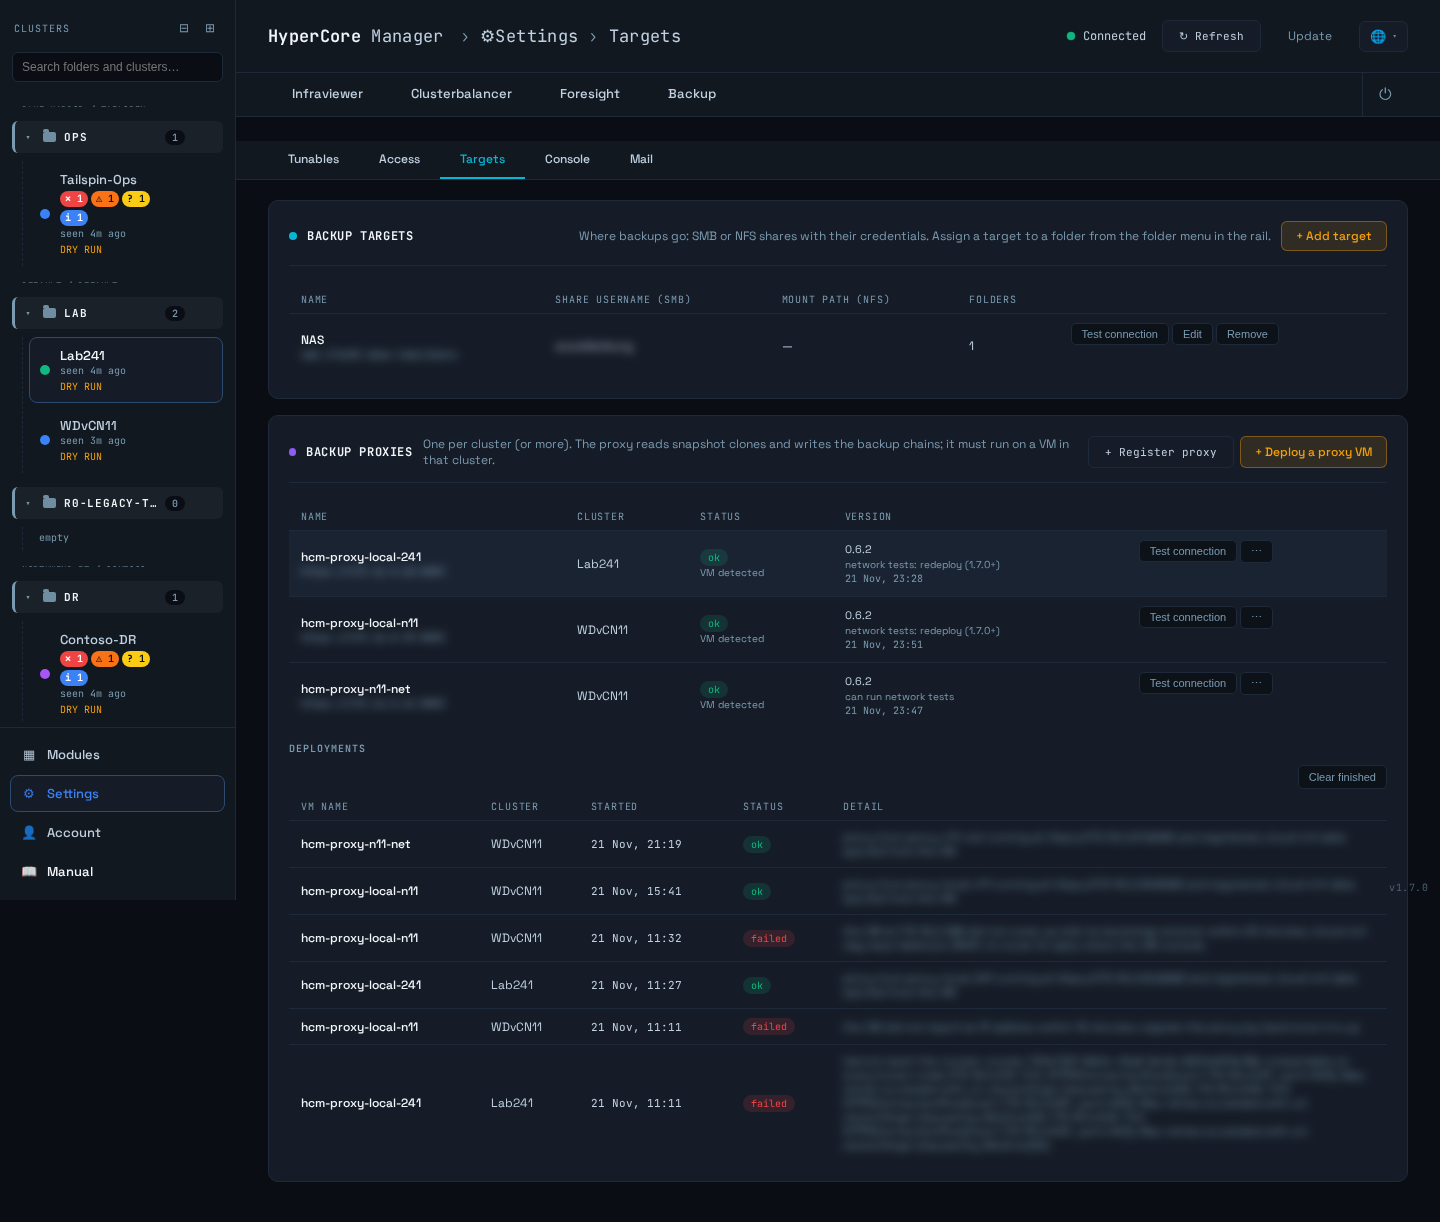 CLUSTERS
Search folders and clusters…
OPS 1
Tailspin-Ops
× 1 ⚠ 1 ? 1
i 1
seen 4m ago
DRY RUN
LAB 2
Lab241
seen 4m ago
DRY RUN
WDvCN11
seen 3m ago
DRY RUN
R0-LEGACY-T… 0
empty
DR 1
Contoso-DR
× 1 ⚠ 1 ? 1
i 1
seen 4m ago
DRY RUN
Modules
Settings
Account
Manual
HyperCore Manager › ⚙Settings › Targets
Connected
↻ Refresh
Update
Infraviewer Clusterbalancer Foresight Backup
Tunables Access Targets Console Mail
BACKUP TARGETS
Where backups go: SMB or NFS shares with their credentials. Assign a target to a folder from the folder menu in the rail.
+ Add target
NAME SHARE USERNAME (SMB) MOUNT PATH (NFS) FOLDERS
NAS — 1 Test connection Edit Remove
BACKUP PROXIES
One per cluster (or more). The proxy reads snapshot clones and writes the backup chains; it must run on a VM in
that cluster.
+ Register proxy
+ Deploy a proxy VM
NAME CLUSTER STATUS VERSION
hcm-proxy-local-241 Lab241 ok 0.6.2 Test connection ⋯
VM detected network tests: redeploy (1.7.0+)
21 Nov, 23:28
hcm-proxy-local-n11 WDvCN11 ok 0.6.2 Test connection ⋯
VM detected network tests: redeploy (1.7.0+)
21 Nov, 23:51
hcm-proxy-n11-net WDvCN11 ok 0.6.2 Test connection ⋯
VM detected can run network tests
21 Nov, 23:47
DEPLOYMENTS
Clear finished
VM NAME CLUSTER STARTED STATUS DETAIL
hcm-proxy-n11-net WDvCN11 21 Nov, 21:19 ok
hcm-proxy-local-n11 WDvCN11 21 Nov, 15:41 ok
v1.7.0
hcm-proxy-local-n11 WDvCN11 21 Nov, 11:32 failed
hcm-proxy-local-241 Lab241 21 Nov, 11:27 ok
hcm-proxy-local-n11 WDvCN11 21 Nov, 11:11 failed
hcm-proxy-local-241 Lab241 21 Nov, 11:11 failed